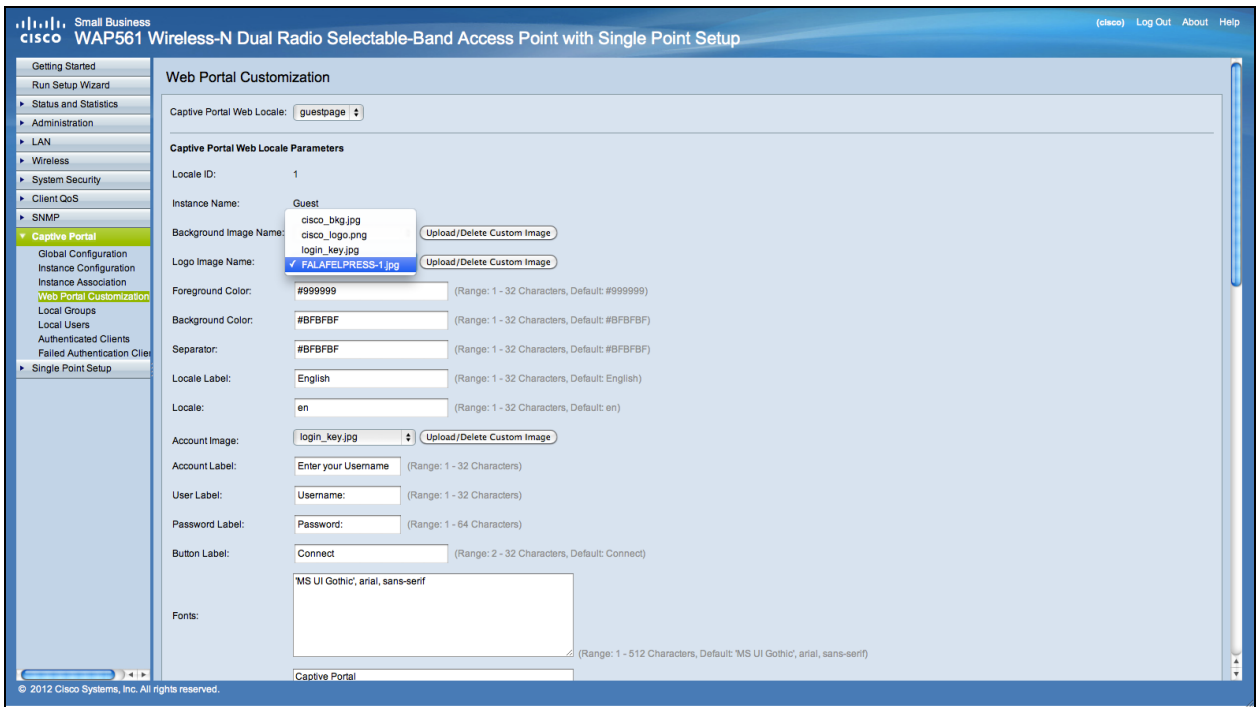 Small Business
CISCO WAP561 Wireless-N Dual Radio Selectable-Band Access Point with Single Point Setup
(cisco) Log Out About Help
Getting Started
Run Setup Wizard
Status and Statistics
Administration
LAN
Wireless
System Security
Client QoS
SNMP
Captive Portal
Global Configuration
Instance Configuration
Instance Association
Web Portal Customization
Local Groups
Local Users
Authenticated Clients
Failed Authentication Clie
Single Point Setup
Web Portal Customization
Captive Portal Web Locale: guestpage
Captive Portal Web Locale Parameters
Locale ID: 1
Instance Name: Guest
cisco_bkg.jpg
Background Image Name: Upload/Delete Custom Image
cisco_logo.png
login_key.jpg
Logo Image Name: Upload/Delete Custom Image
✓ FALAFELPRESS-1.jpg
Foreground Color: #999999 (Range: 1 - 32 Characters, Default: #999999)
Background Color: #BFBFBF (Range: 1 - 32 Characters, Default: #BFBFBF)
Separator: #BFBFBF (Range: 1 - 32 Characters, Default: #BFBFBF)
Locale Label: English (Range: 1 - 32 Characters, Default: English)
Locale: en (Range: 1 - 32 Characters, Default: en)
Account Image: login_key.jpg Upload/Delete Custom Image
Account Label: Enter your Username (Range: 1 - 32 Characters)
User Label: Username: (Range: 1 - 32 Characters)
Password Label: Password: (Range: 1 - 64 Characters)
Button Label: Connect (Range: 2 - 32 Characters, Default: Connect)
'MS UI Gothic', arial, sans-serif
Fonts:
(Range: 1 - 512 Characters, Default: 'MS UI Gothic', arial, sans-serif)
Captive Portal
© 2012 Cisco Systems, Inc. All rights reserved.